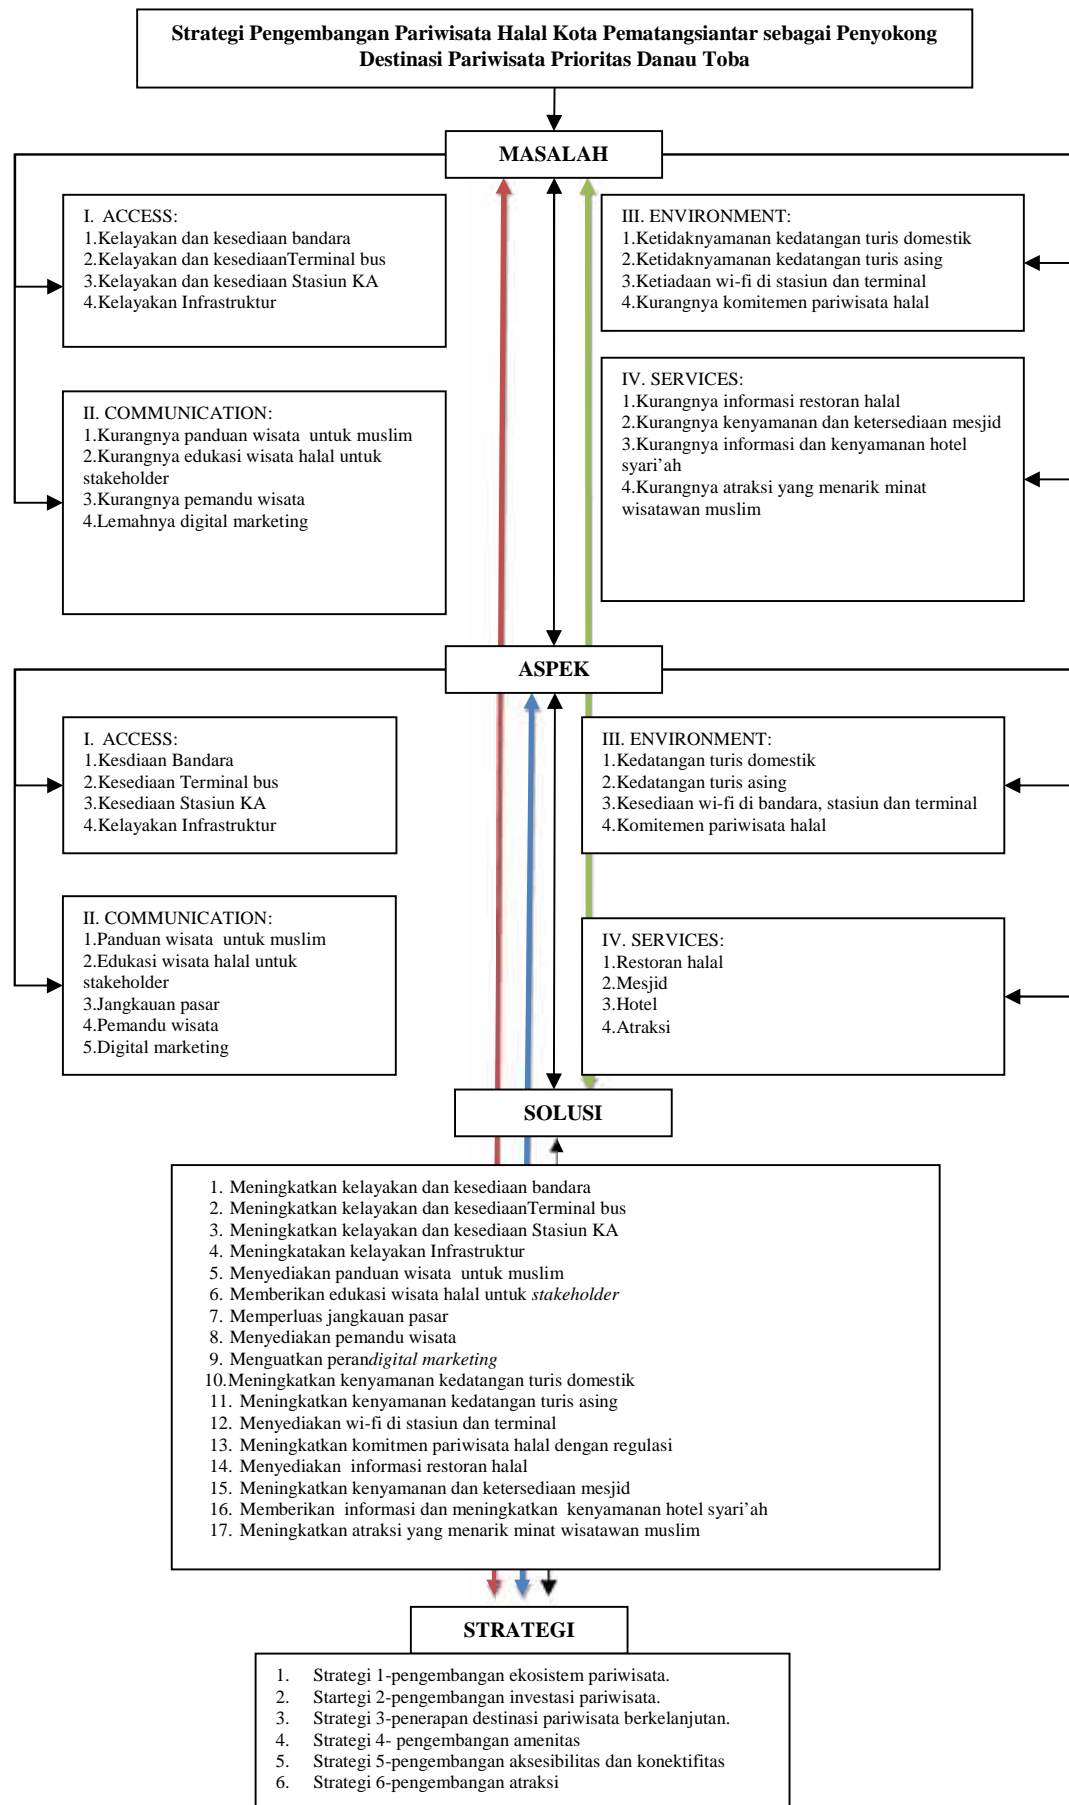 Strategi Pengembangan Pariwisata Halal Kota Pematangsiantar sebagai Penyokong
Destinasi Pariwisata Prioritas Danau Toba
MASALAH
I. ACCESS:
1.Kelayakan dan kesediaan bandara
2.Kelayakan dan kesediaanTerminal bus
3.Kelayakan dan kesediaan Stasiun KA
4.Kelayakan Infrastruktur
II. COMMUNICATION:
1.Kurangnya panduan wisata untuk muslim
2.Kurangnya edukasi wisata halal untuk
stakeholder
3.Kurangnya pemandu wisata
4.Lemahnya digital marketing
III. ENVIRONMENT:
1.Ketidaknyamanan kedatangan turis domestik
2.Ketidaknyamanan kedatangan turis asing
3.Ketiadaan wi-fi di stasiun dan terminal
4.Kurangnya komitemen pariwisata halal
IV. SERVICES:
1.Kurangnya informasi restoran halal
2.Kurangnya kenyamanan dan ketersediaan mesjid
3.Kurangnya informasi dan kenyamanan hotel
syari’ah
4.Kurangnya atraksi yang menarik minat
wisatawan muslim
ASPEK
I. ACCESS:
1.Kesdiaan Bandara
2.Kesediaan Terminal bus
3.Kesediaan Stasiun KA
4.Kelayakan Infrastruktur
II. COMMUNICATION:
1.Panduan wisata untuk muslim
2.Edukasi wisata halal untuk
stakeholder
3.Jangkauan pasar
4.Pemandu wisata
5.Digital marketing
III. ENVIRONMENT:
1.Kedatangan turis domestik
2.Kedatangan turis asing
3.Kesediaan wi-fi di bandara, stasiun dan terminal
4.Komitemen pariwisata halal
IV. SERVICES:
1.Restoran halal
2.Mesjid
3.Hotel
4.Atraksi
SOLUSI
1. Meningkatkan kelayakan dan kesediaan bandara
2. Meningkatkan kelayakan dan kesediaanTerminal bus
3. Meningkatkan kelayakan dan kesediaan Stasiun KA
4. Meningkatakan kelayakan Infrastruktur
5. Menyediakan panduan wisata untuk muslim
6. Memberikan edukasi wisata halal untuk stakeholder
7. Memperluas jangkauan pasar
8. Menyediakan pemandu wisata
9. Menguatkan perandigital marketing
10.Meningkatkan kenyamanan kedatangan turis domestik
11. Meningkatkan kenyamanan kedatangan turis asing
12. Menyediakan wi-fi di stasiun dan terminal
13. Meningkatkan komitmen pariwisata halal dengan regulasi
14. Menyediakan informasi restoran halal
15. Meningkatkan kenyamanan dan ketersediaan mesjid
16. Memberikan informasi dan meningkatkan kenyamanan hotel syari’ah
17. Meningkatkan atraksi yang menarik minat wisatawan muslim
STRATEGI
1. Strategi 1-pengembangan ekosistem pariwisata.
2. Startegi 2-pengembangan investasi pariwisata.
3. Strategi 3-penerapan destinasi pariwisata berkelanjutan.
4. Strategi 4- pengembangan amenitas
5. Strategi 5-pengembangan aksesibilitas dan konektifitas
6. Strategi 6-pengembangan atraksi